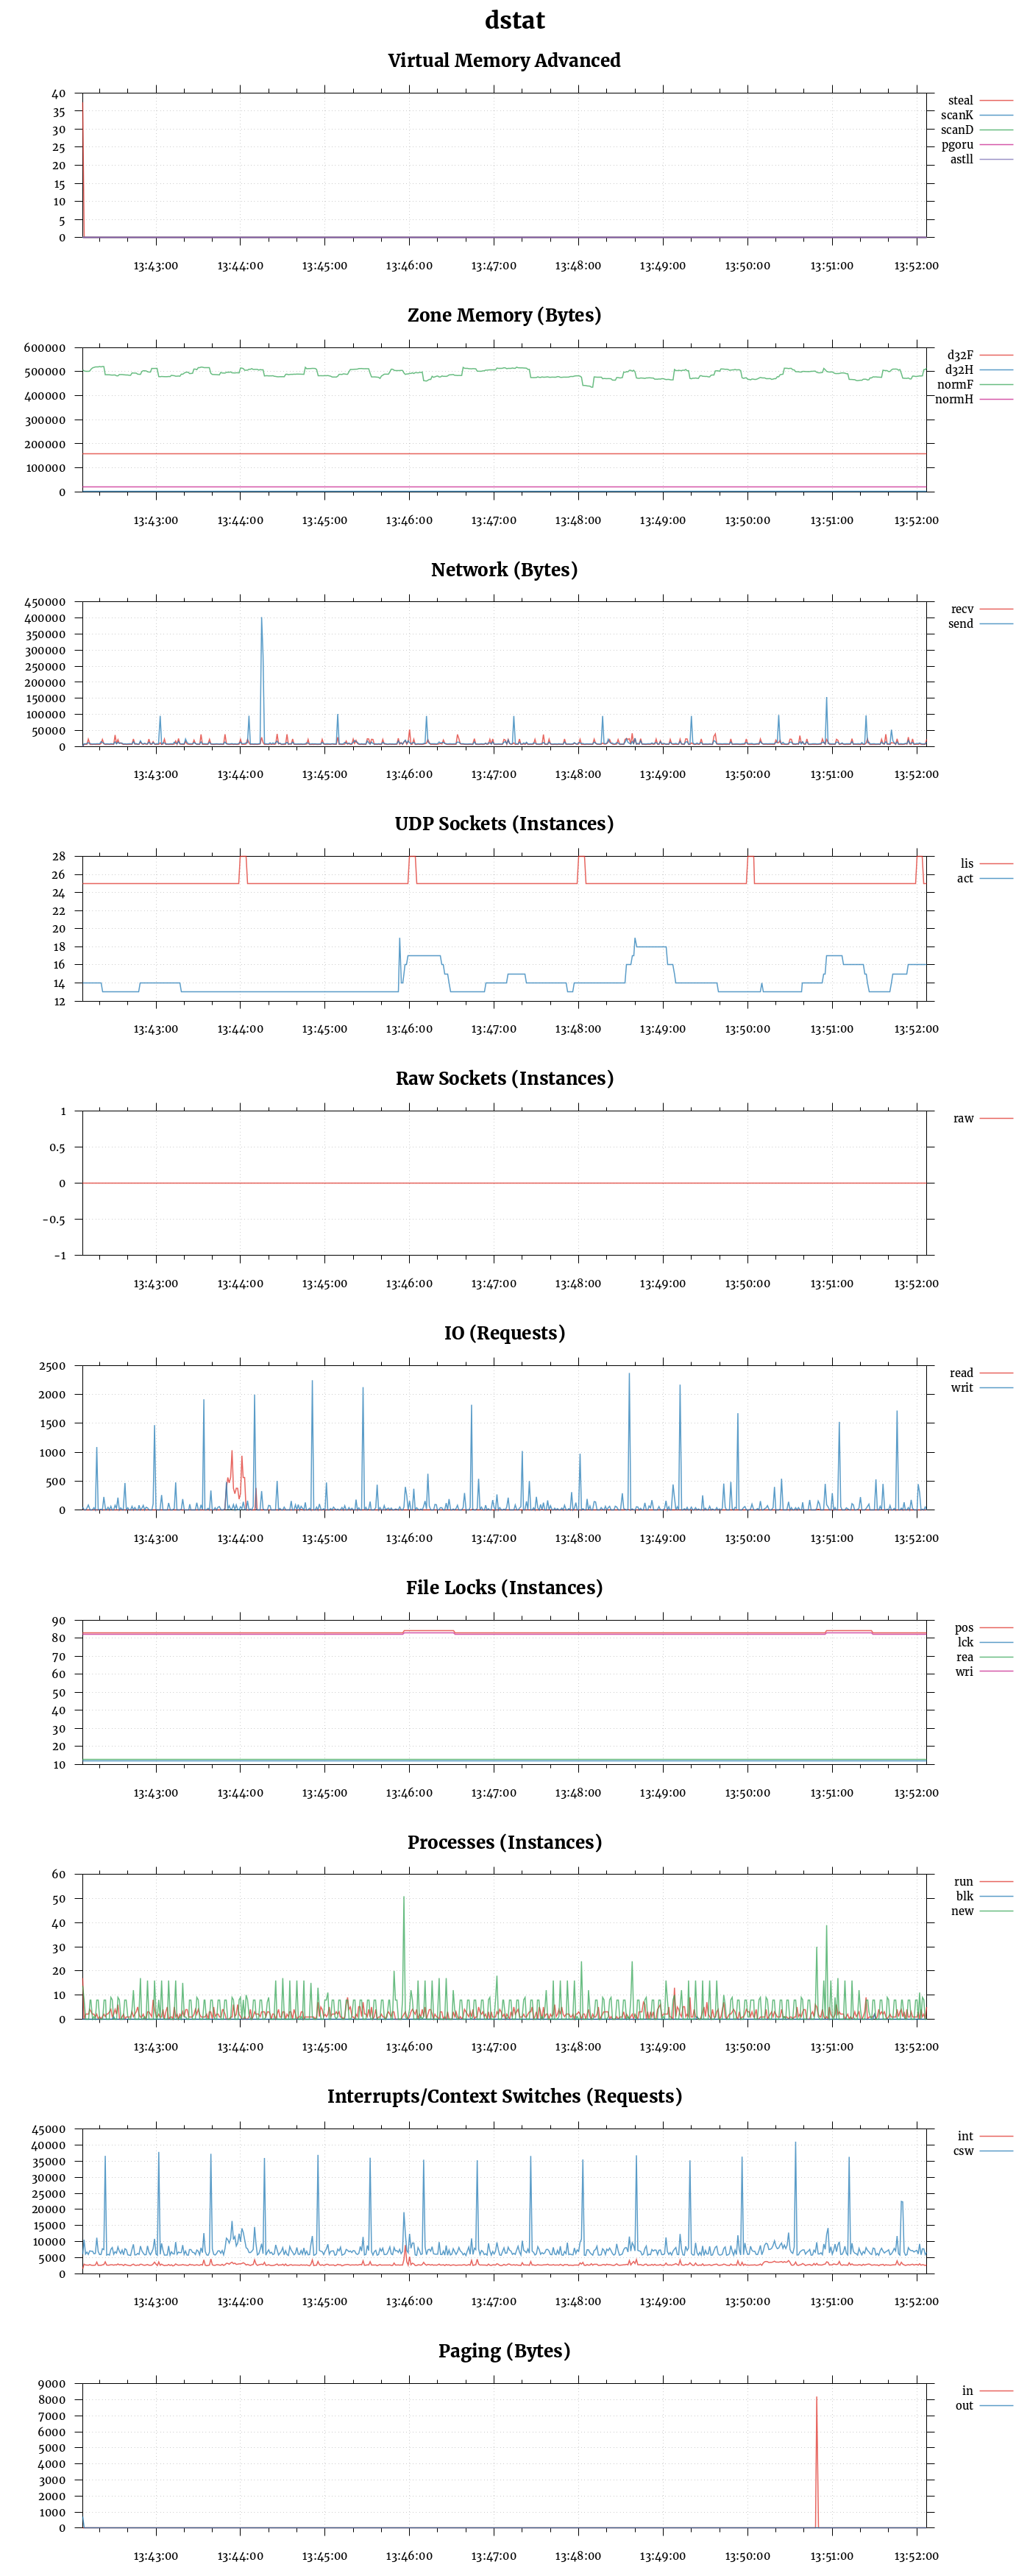 dstat
Virtual Memory Advanced
40
35
30
25
20
15
10
5
0
13:43:00 13:44:00 13:45:00 13:46:00 13:47:00 13:48:00 13:49:00 13:50:00 13:51:00 13:52:00
steal
scanK
scanD
pgoru
astll
Zone Memory (Bytes)
600000
500000
400000
300000
200000
100000
0
13:43:00 13:44:00 13:45:00 13:46:00 13:47:00 13:48:00 13:49:00 13:50:00 13:51:00 13:52:00
d32F
d32H
normF
normH
Network (Bytes)
450000
400000
350000
300000
250000
200000
150000
100000
50000
0
13:43:00 13:44:00 13:45:00 13:46:00 13:47:00 13:48:00 13:49:00 13:50:00 13:51:00 13:52:00
recv
send
UDP Sockets (Instances)
28
26
24
22
20
18
16
14
12
13:43:00 13:44:00 13:45:00 13:46:00 13:47:00 13:48:00 13:49:00 13:50:00 13:51:00 13:52:00
lis
act
Raw Sockets (Instances)
1
0.5
0
-0.5
-1
13:43:00 13:44:00 13:45:00 13:46:00 13:47:00 13:48:00 13:49:00 13:50:00 13:51:00 13:52:00
raw
IO (Requests)
2500
2000
1500
1000
500
0
13:43:00 13:44:00 13:45:00 13:46:00 13:47:00 13:48:00 13:49:00 13:50:00 13:51:00 13:52:00
read
writ
File Locks (Instances)
90
80
70
60
50
40
30
20
10
13:43:00 13:44:00 13:45:00 13:46:00 13:47:00 13:48:00 13:49:00 13:50:00 13:51:00 13:52:00
pos
lck
rea
wri
Processes (Instances)
60
50
40
30
20
10
0
13:43:00 13:44:00 13:45:00 13:46:00 13:47:00 13:48:00 13:49:00 13:50:00 13:51:00 13:52:00
run
blk
new
Interrupts/Context Switches (Requests)
45000
40000
35000
30000
25000
20000
15000
10000
5000
0
13:43:00 13:44:00 13:45:00 13:46:00 13:47:00 13:48:00 13:49:00 13:50:00 13:51:00 13:52:00
int
csw
Paging (Bytes)
9000
8000
7000
6000
5000
4000
3000
2000
1000
0
13:43:00 13:44:00 13:45:00 13:46:00 13:47:00 13:48:00 13:49:00 13:50:00 13:51:00 13:52:00
in
out